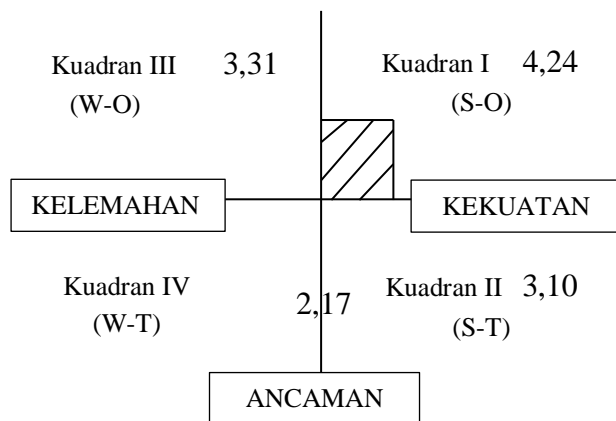 Kuadran III 3,31
(W-O)
Kuadran I 4,24
(S-O)
KELEMAHAN
KEKUATAN
Kuadran IV
(W-T)
2,17
Kuadran II 3,10
(S-T)
ANCAMAN